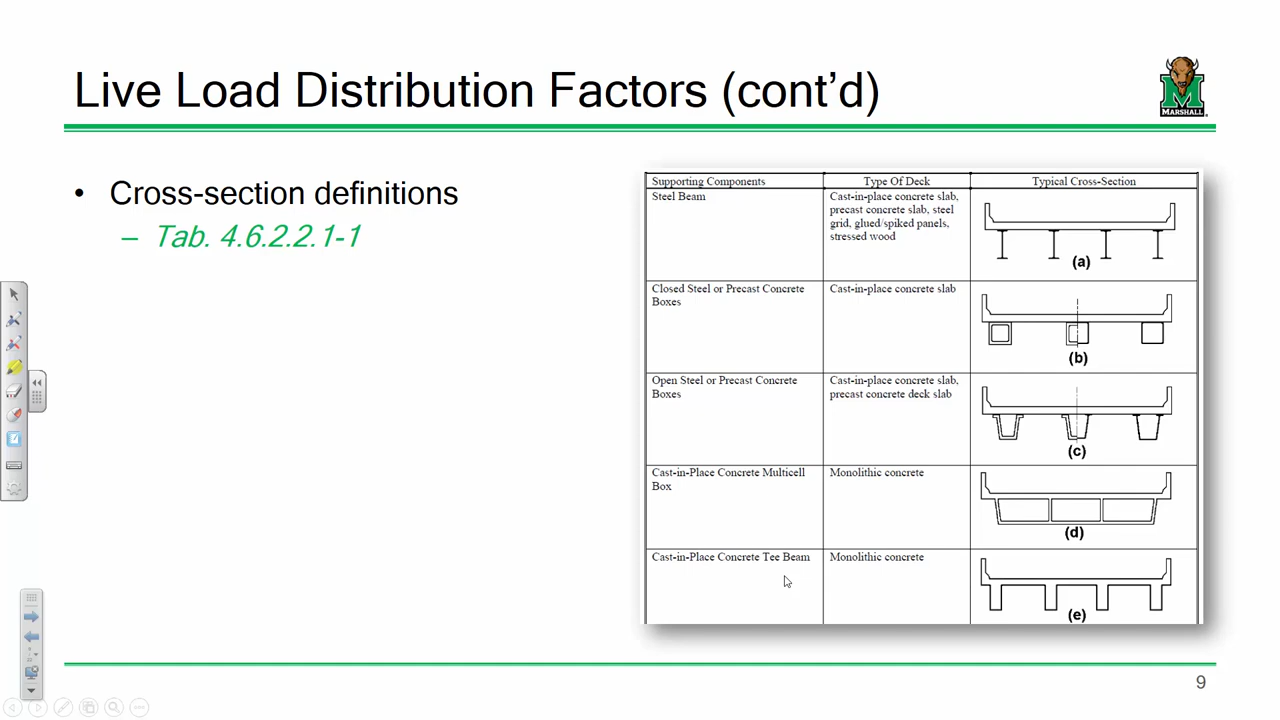 Live Load Distribution Factors (cont’d)
MARSHALL
• Cross-section definitions
– Tab. 4.6.2.2.1-1
Supporting Components Type Of Deck Typical Cross-Section
Steel Beam
Cast-in-place concrete slab,
precast concrete slab, steel
grid, glued/spiked panels,
stressed wood
(a)
Closed Steel or Precast Concrete
Boxes
Cast-in-place concrete slab
(b)
Open Steel or Precast Concrete
Boxes
Cast-in-place concrete slab,
precast concrete deck slab
(c)
Cast-in-Place Concrete Multicell
Box
Monolithic concrete
(d)
Cast-in-Place Concrete Tee Beam
Monolithic concrete
(e)
9